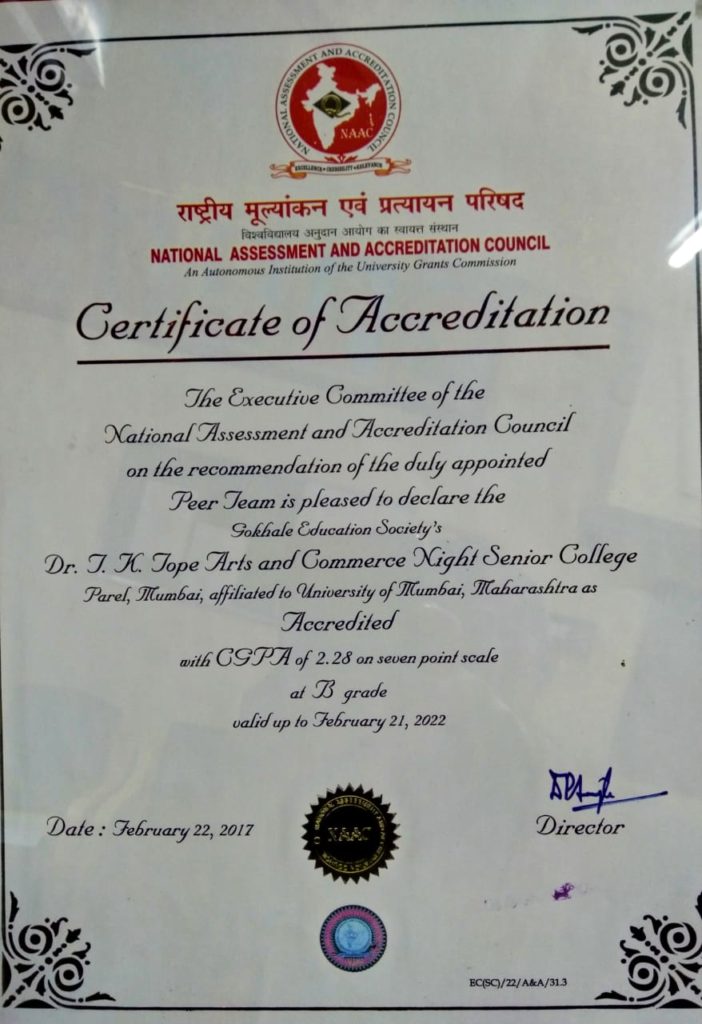 NATIONAL ASSESSMENT AND ACCREDITATION COUNCIL
NAAC
EXCELLENCE • CREDIBILITY • RELEVANCE
राष्ट्रीय मूल्यांकन एवं प्रत्यायन परिषद
विश्वविद्यालय अनुदान आयोग का स्वायत्त संस्थान
NATIONAL ASSESSMENT AND ACCREDITATION COUNCIL
An Autonomous Institution of the University Grants Commission
Certificate of Accreditation
The Executive Committee of the
National Assessment and Accreditation Council
on the recommendation of the duly appointed
Peer Team is pleased to declare the
Gokhale Education Society's
Dr. T. K. Tope Arts and Commerce Night Senior College
Parel, Mumbai, affiliated to University of Mumbai, Maharashtra as
Accredited
with CGPA of 2.28 on seven point scale
at B grade
valid up to February 21, 2022
Date : February 22, 2017
NAAC
Director
EC(SC)/22/A&A/31.3